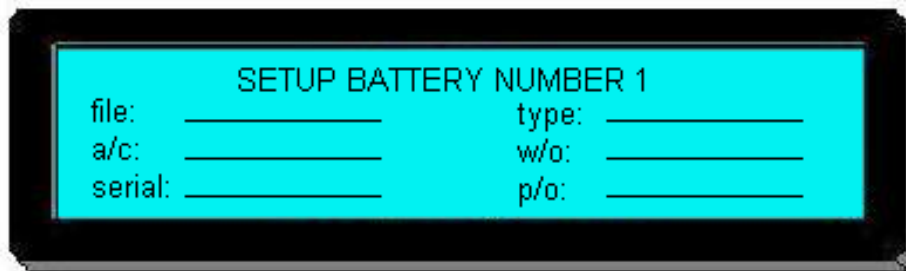 SETUP BATTERY NUMBER 1
file: type:
a/c: w/o:
serial: p/o: